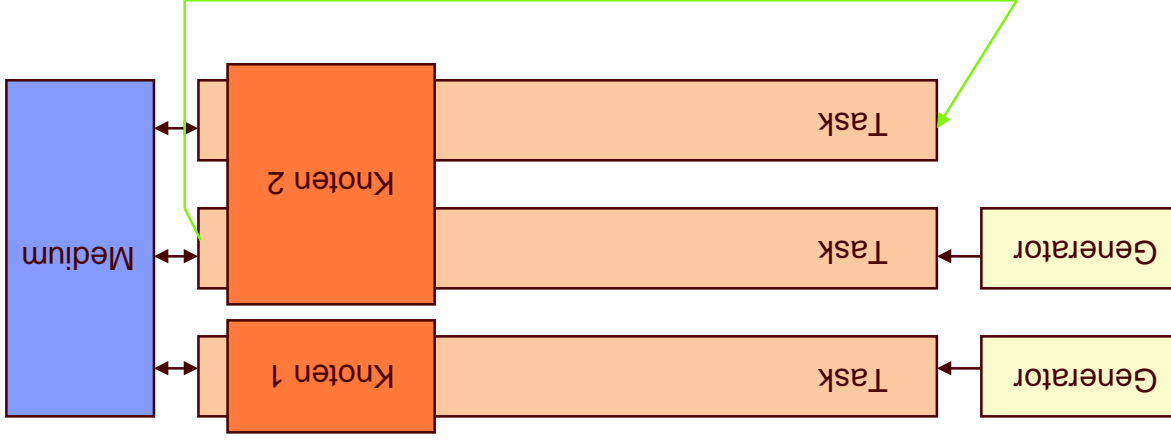 Generator
Task
Knoten 1
Generator
Task
Medium
Knoten 2
Task